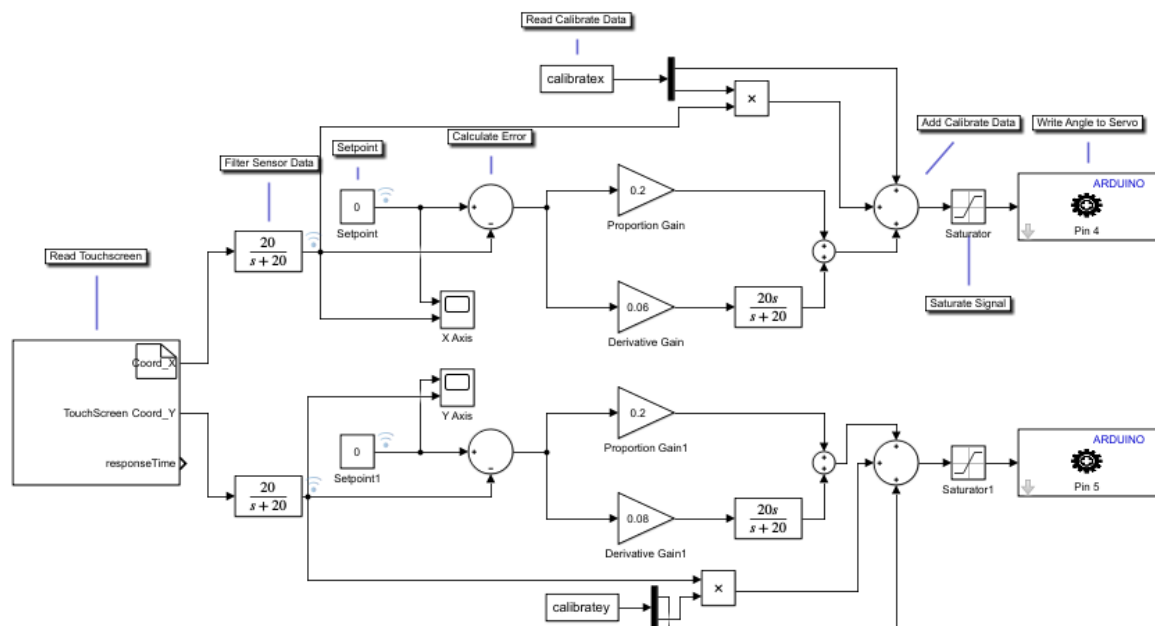 Read Calibrate Data
calibratex
×
Calculate Error
Add Calibrate Data
Write Angle to Servo
Setpoint
Filter Sensor Data
+
+
+
ARDUINO
0
+
−
0.2
Pin 4
Setpoint
Proportion Gain
Saturator
20
s + 20
+
+
Read Touchscreen
0.06
20s
s + 20
Saturate Signal
X Axis
Derivative Gain
Coord_X
TouchScreen Coord_Y
responseTime
Y Axis
0.2
Proportion Gain1
+
+
+
ARDUINO
0
+
−
+
+
Pin 5
Setpoint1
Saturator1
20
s + 20
0.08
20s
s + 20
Derivative Gain1
×
calibratey